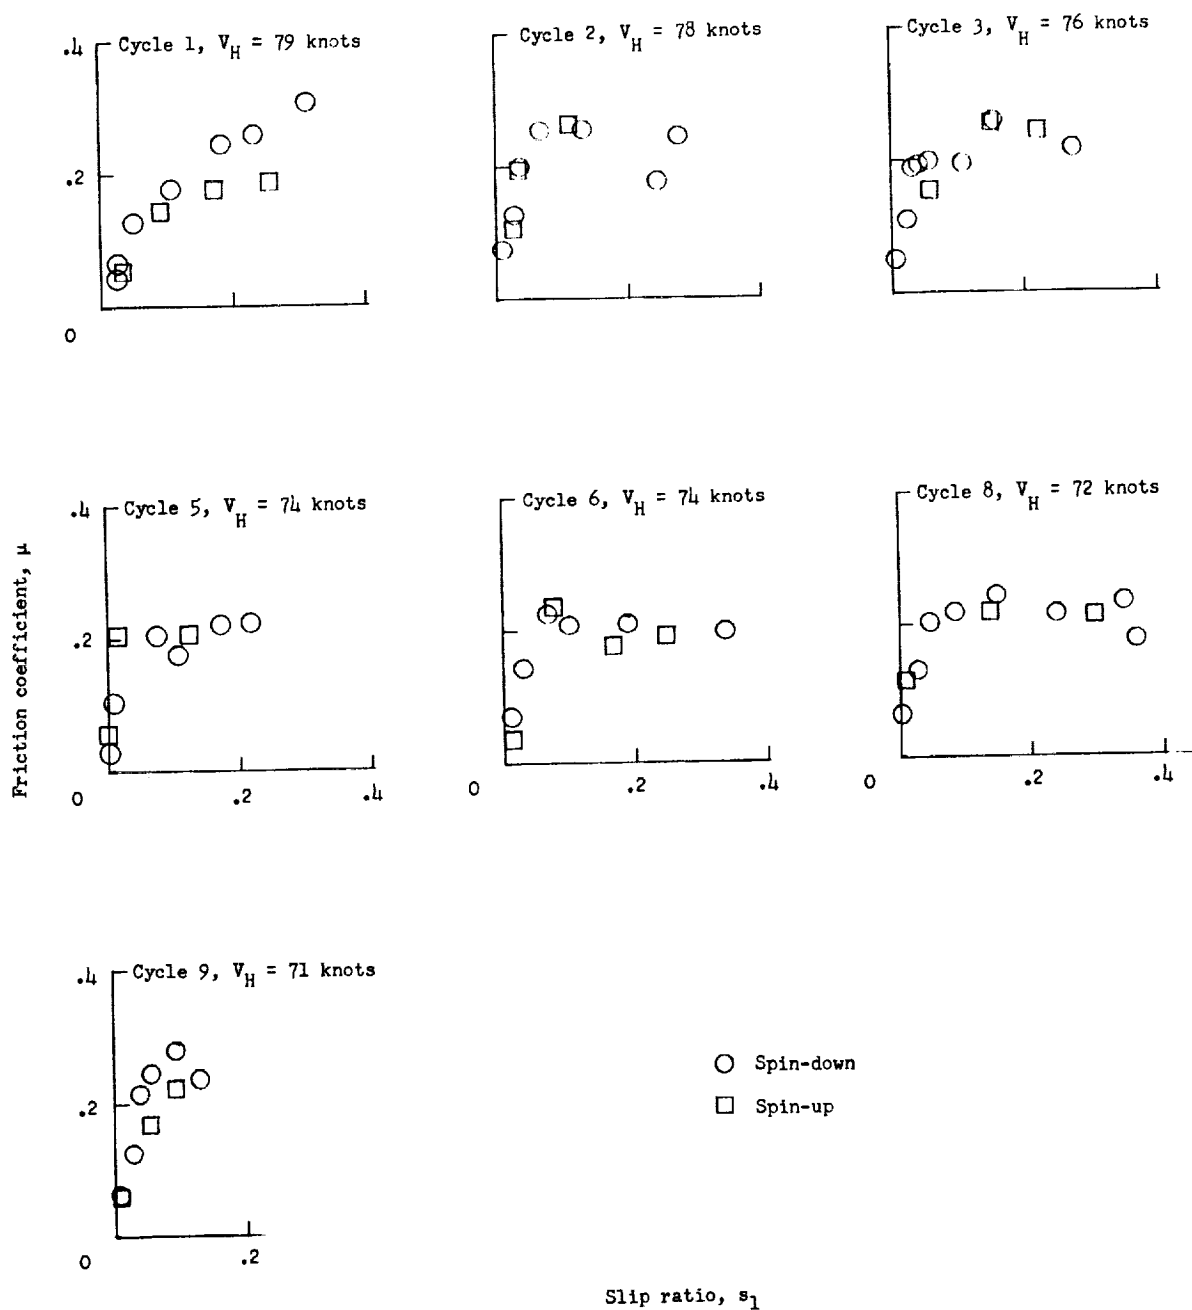 .4 Cycle 1, V_H = 79 knots
Cycle 2, V_H = 78 knots
Cycle 3, V_H = 76 knots
.2
0
.4 Cycle 5, V_H = 74 knots
Cycle 6, V_H = 74 knots
Cycle 8, V_H = 72 knots
Friction coefficient, μ
.2
0 .2 .4
0 .2 .4
0 .2 .4
.4 Cycle 9, V_H = 71 knots
.2
0 .2
Spin-down
Spin-up
Slip ratio, s_1